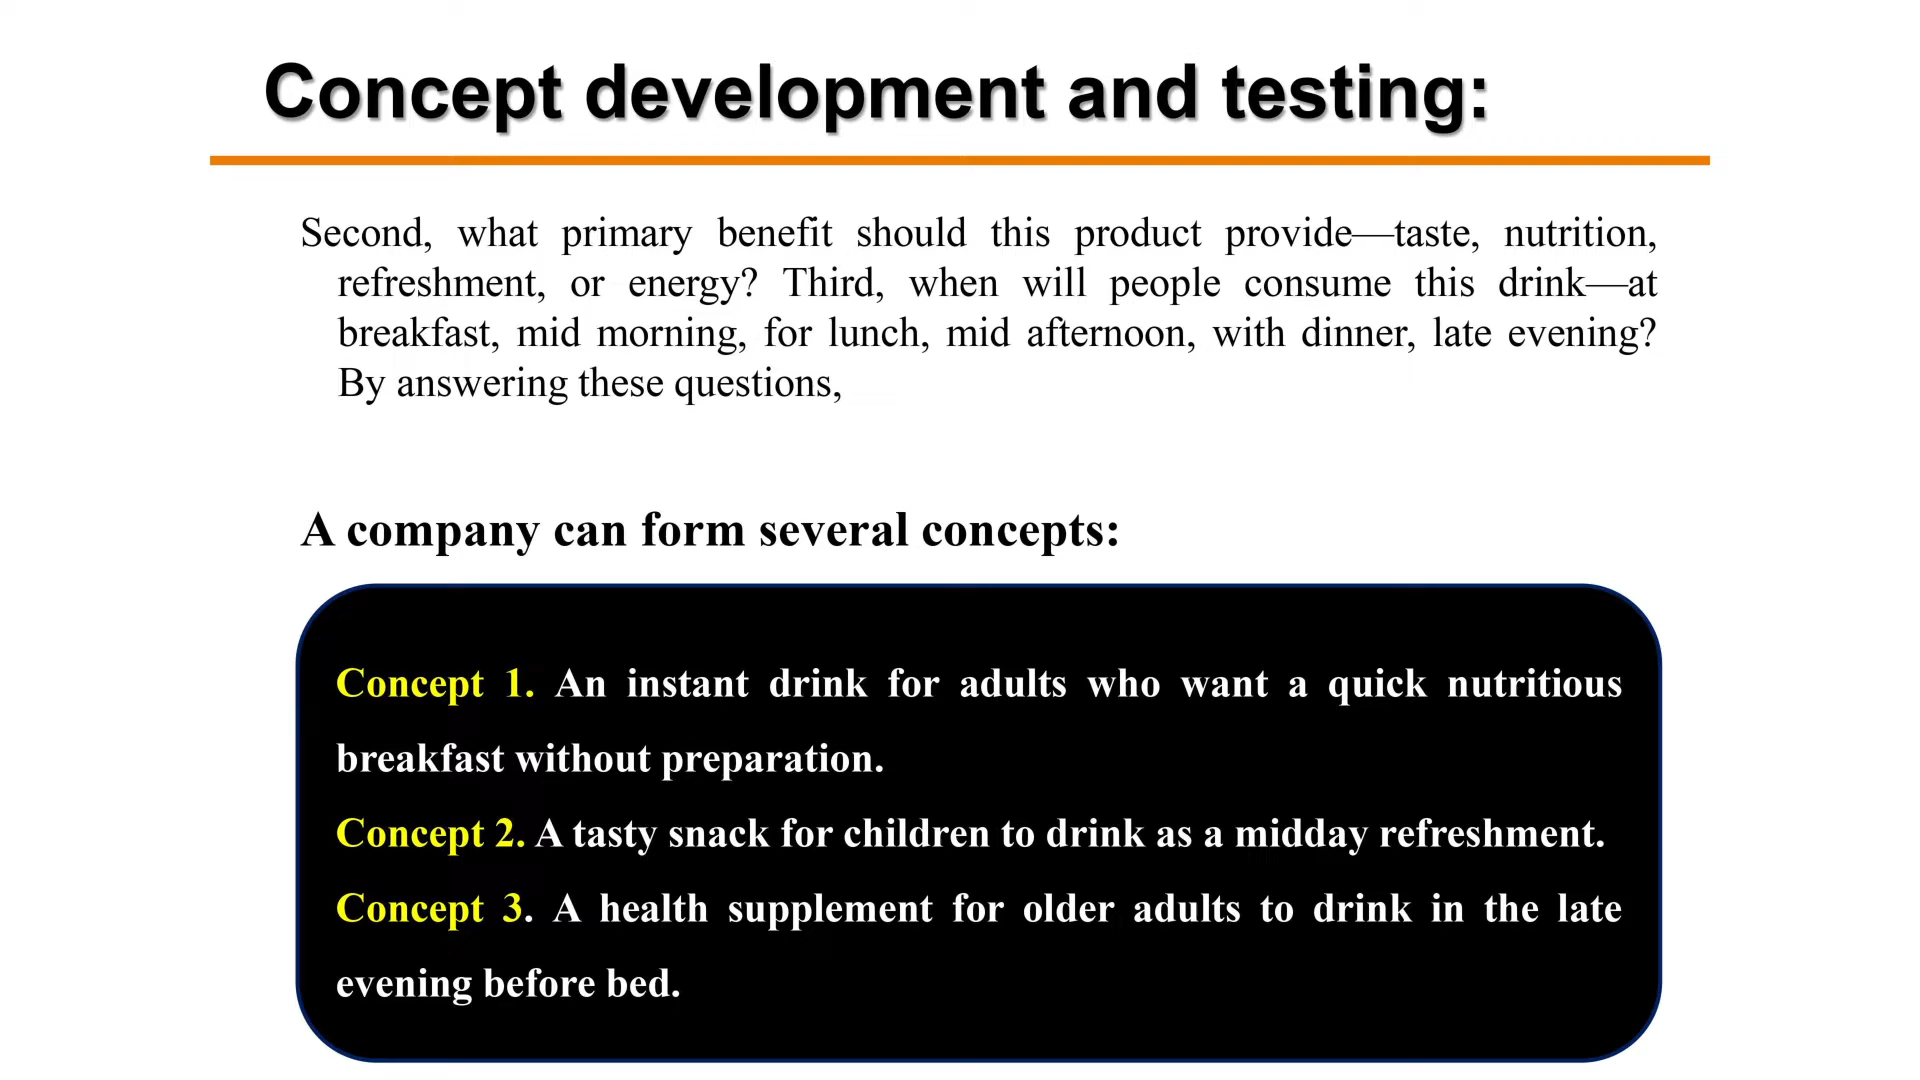 Concept development and testing:
Second, what primary benefit should this product provide—taste, nutrition,
refreshment, or energy? Third, when will people consume this drink—at
breakfast, mid morning, for lunch, mid afternoon, with dinner, late evening?
By answering these questions,
A company can form several concepts:
Concept 1. An instant drink for adults who want a quick nutritious
breakfast without preparation.
Concept 2. A tasty snack for children to drink as a midday refreshment.
Concept 3. A health supplement for older adults to drink in the late
evening before bed.